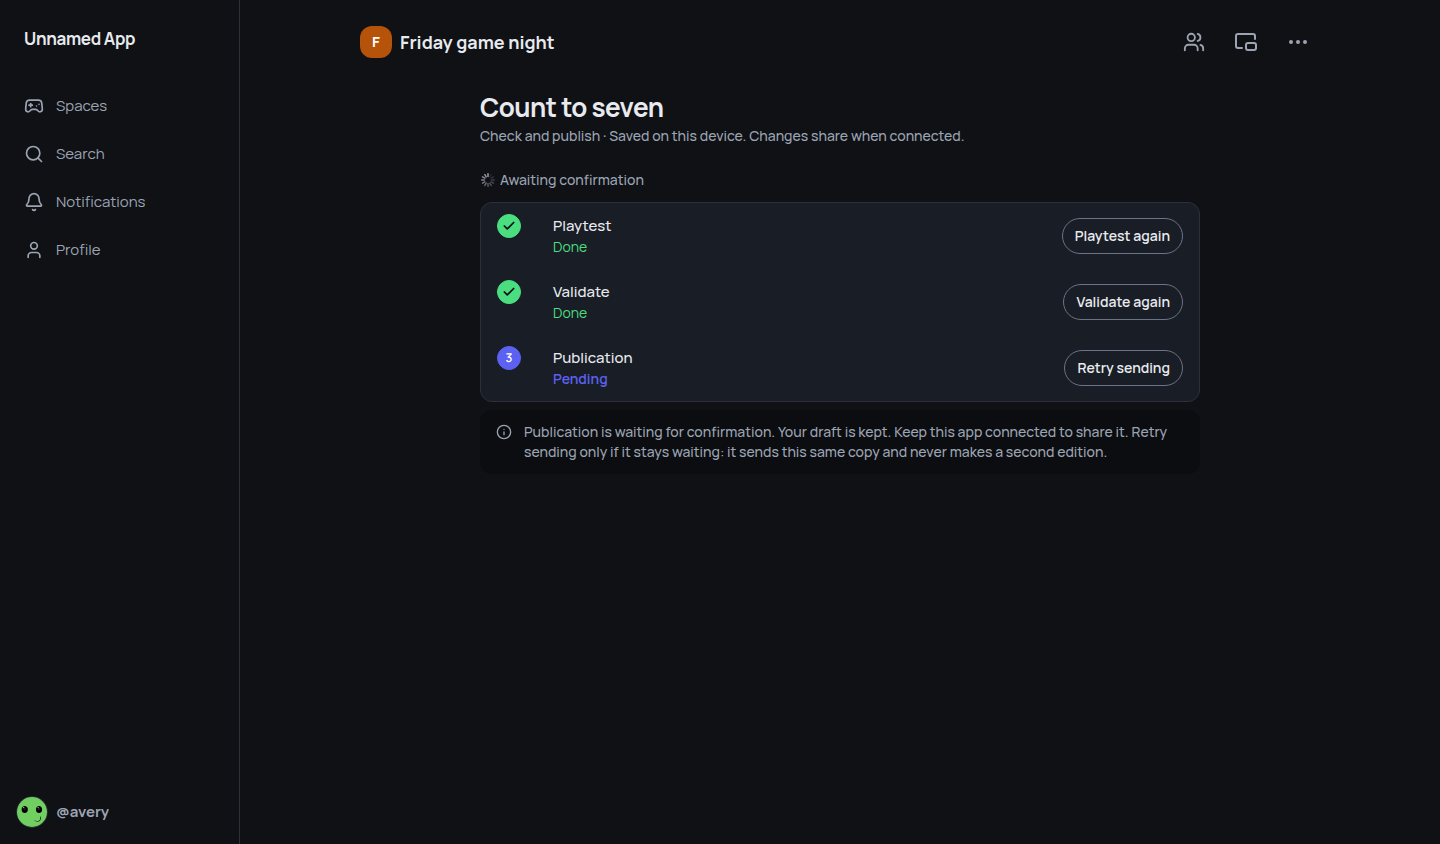 Unnamed App
Spaces
Search
Notifications
Profile
@avery
F
Friday game night
Count to seven
Check and publish · Saved on this device. Changes share when connected.
Awaiting confirmation
Playtest
Done
Playtest again
Validate
Done
Validate again
3
Publication
Pending
Retry sending
Publication is waiting for confirmation. Your draft is kept. Keep this app connected to share it. Retry
sending only if it stays waiting: it sends this same copy and never makes a second edition.